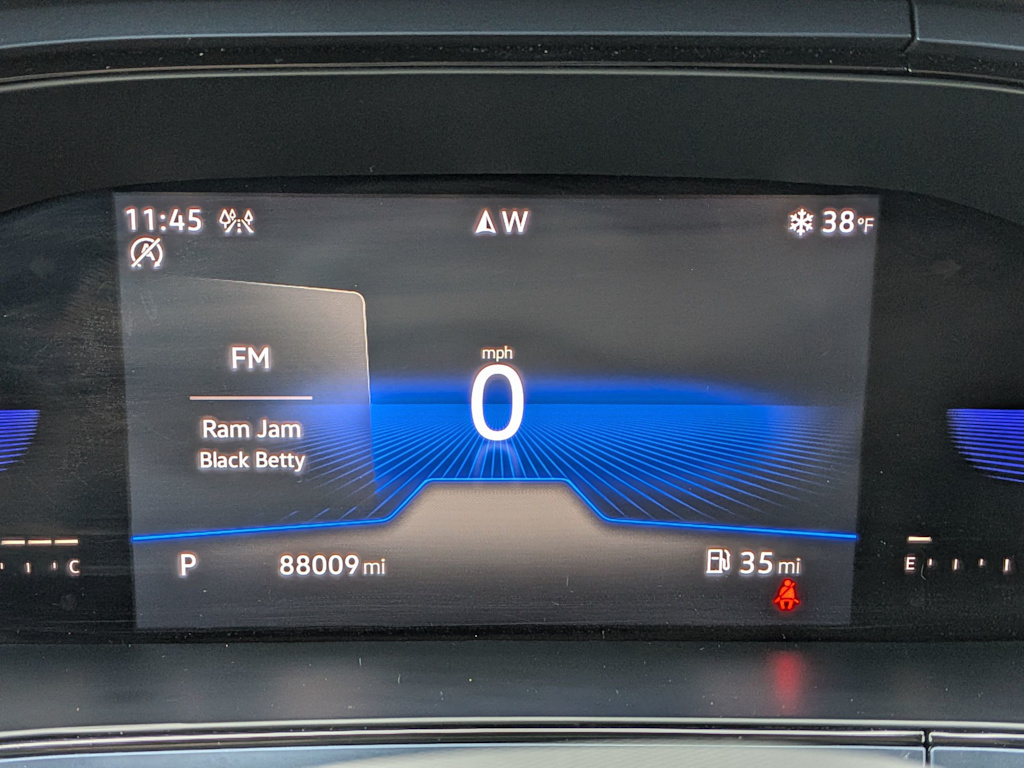 11:45
W
38°F
FM
mph
0
Ram Jam
Black Betty
P
88009 mi
35 mi
C
E